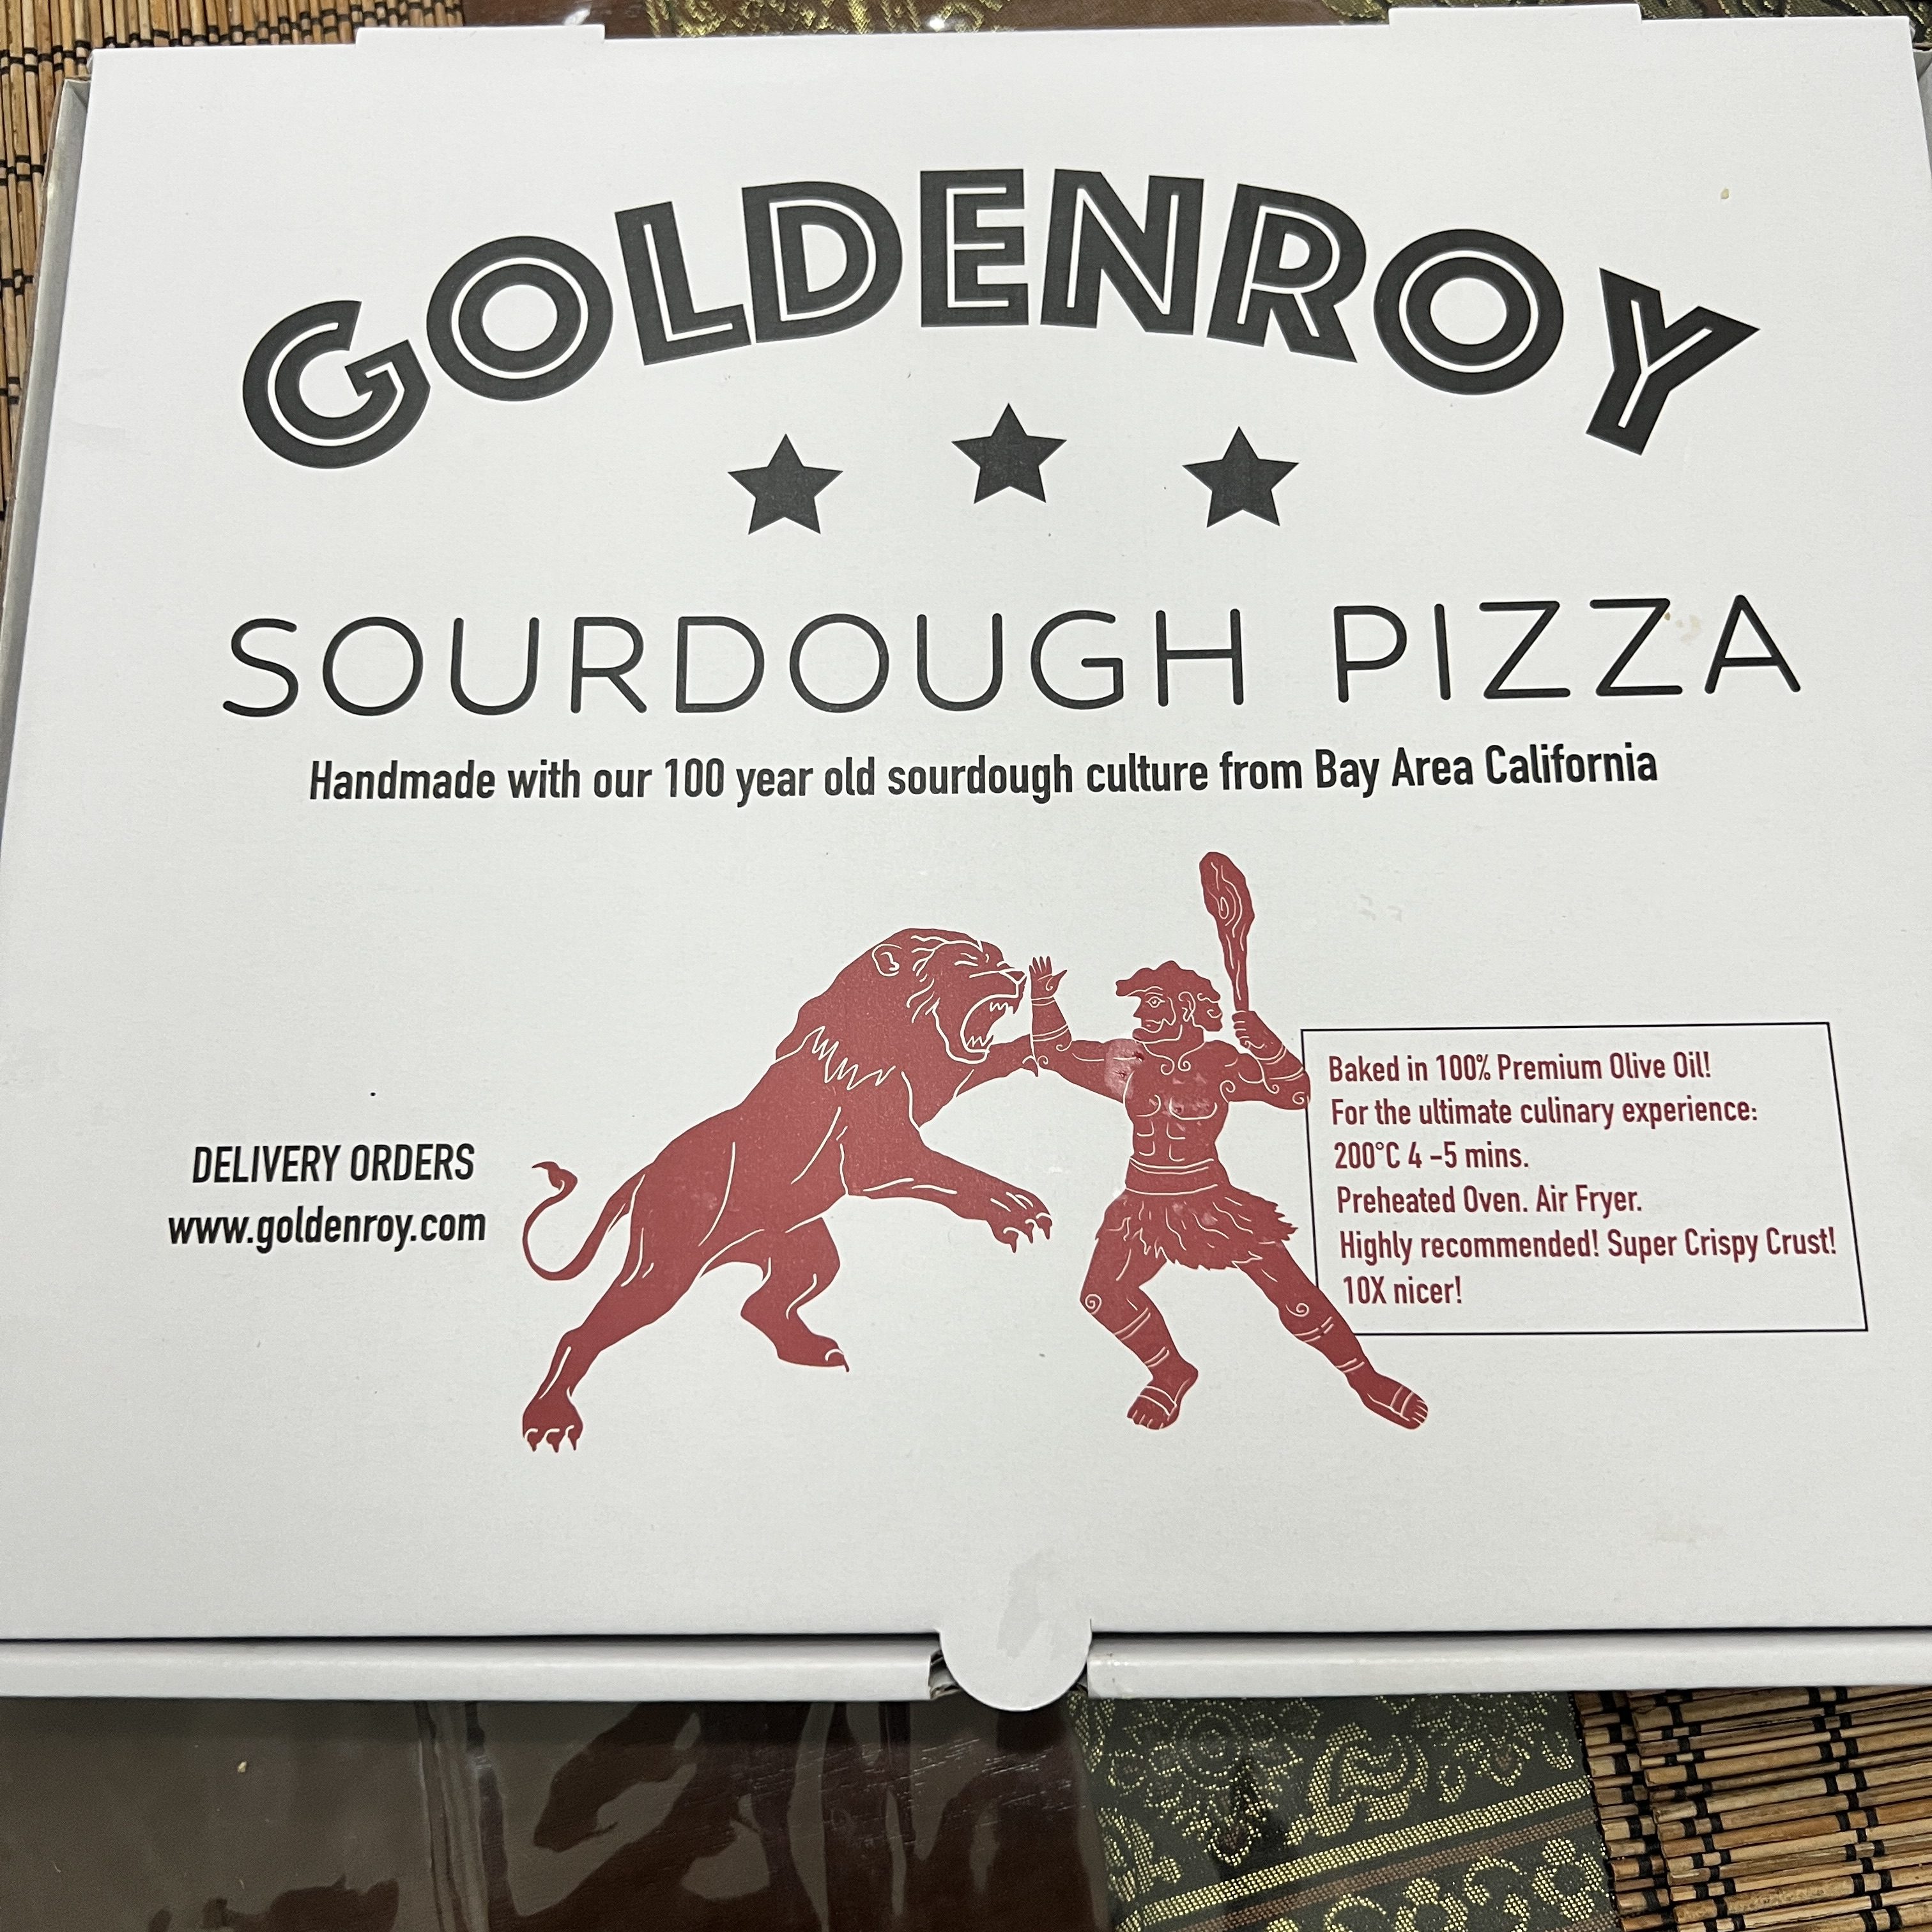 GOLDENROY
SOURDOUGH PIZZA
Handmade with our 100 year old sourdough culture from Bay Area California
DELIVERY ORDERS
www.goldenroy.com
Baked in 100% Premium Olive Oil!
For the ultimate culinary experience:
200°C 4 –5 mins.
Preheated Oven. Air Fryer.
Highly recommended! Super Crispy Crust!
10X nicer!